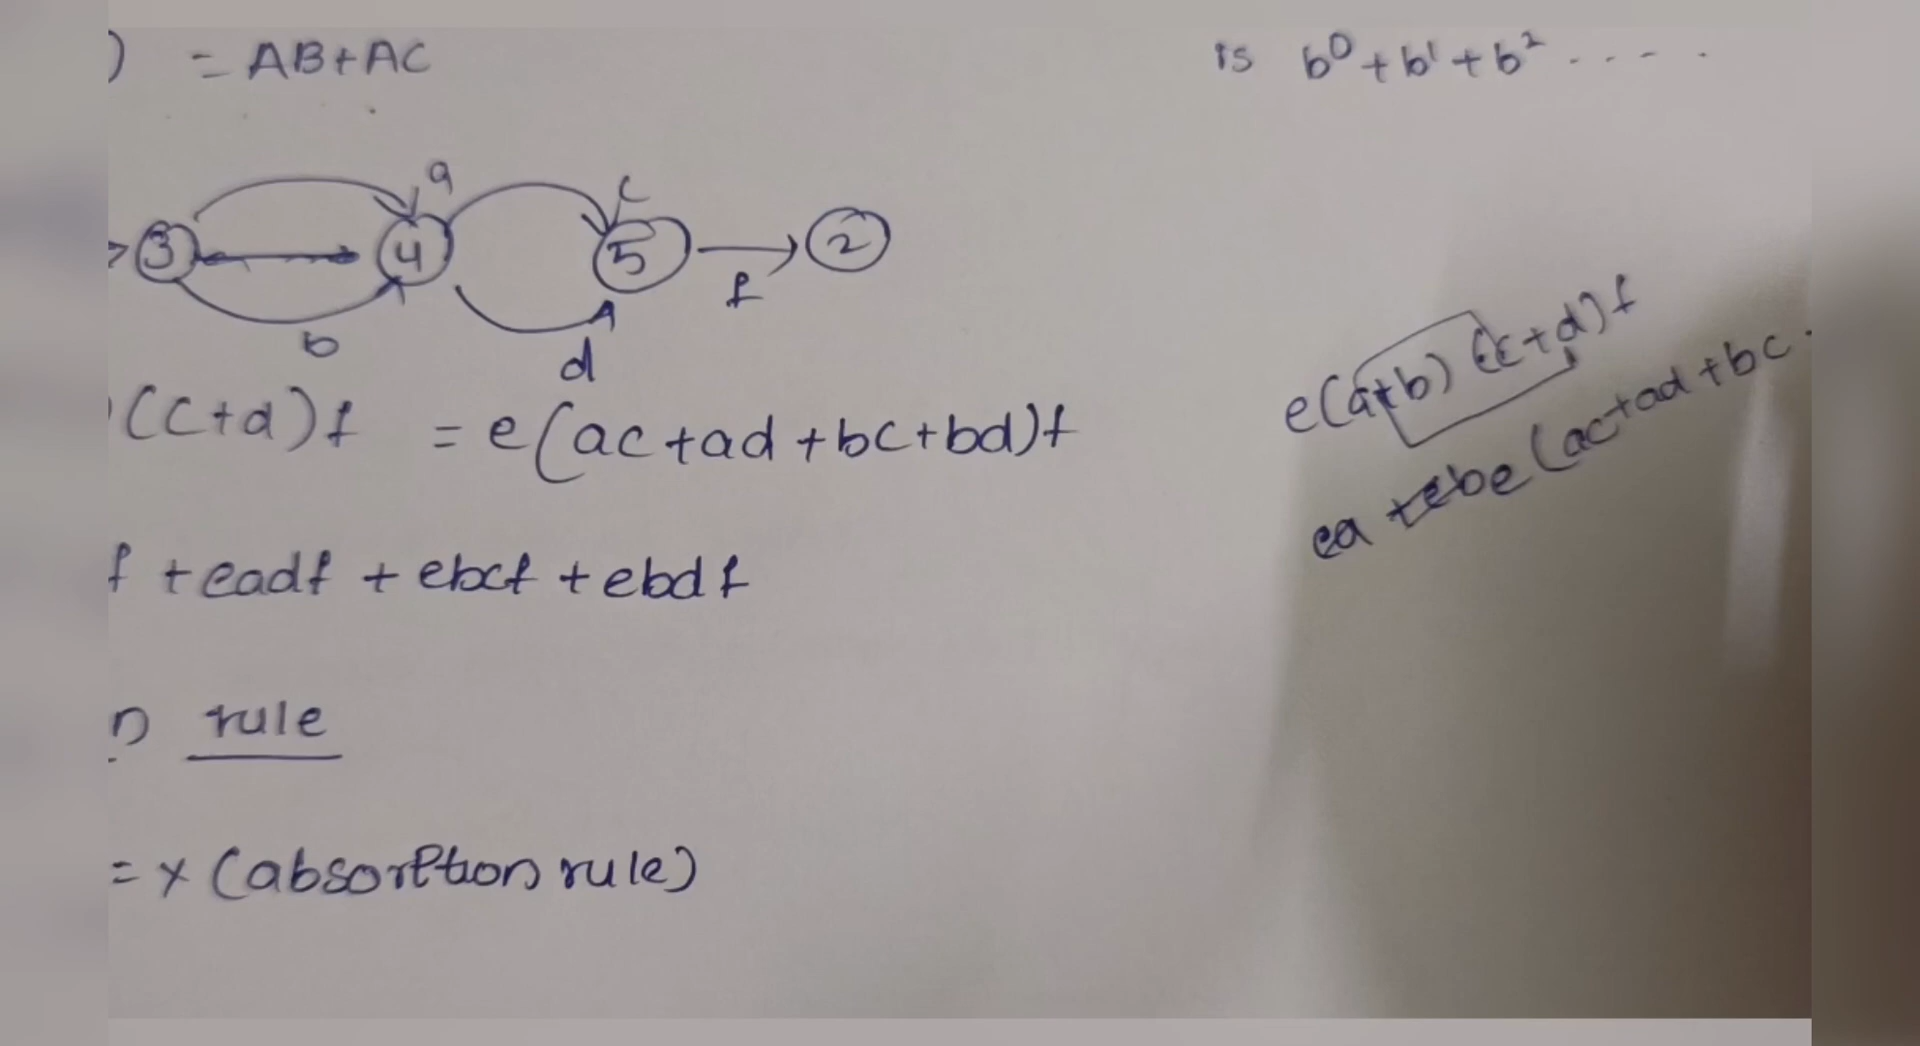 ) = AB+AC
is b⁰+b¹+b² .....
a c
3 4 5 2
f
b d
(c+d)f = e(ac+ad+bc+bd)f
e(a+b)(c+d)f
ea +ebe(ac+ad+bc
f +eadf + ebcf + ebdf
n rule
= x (absorption rule)